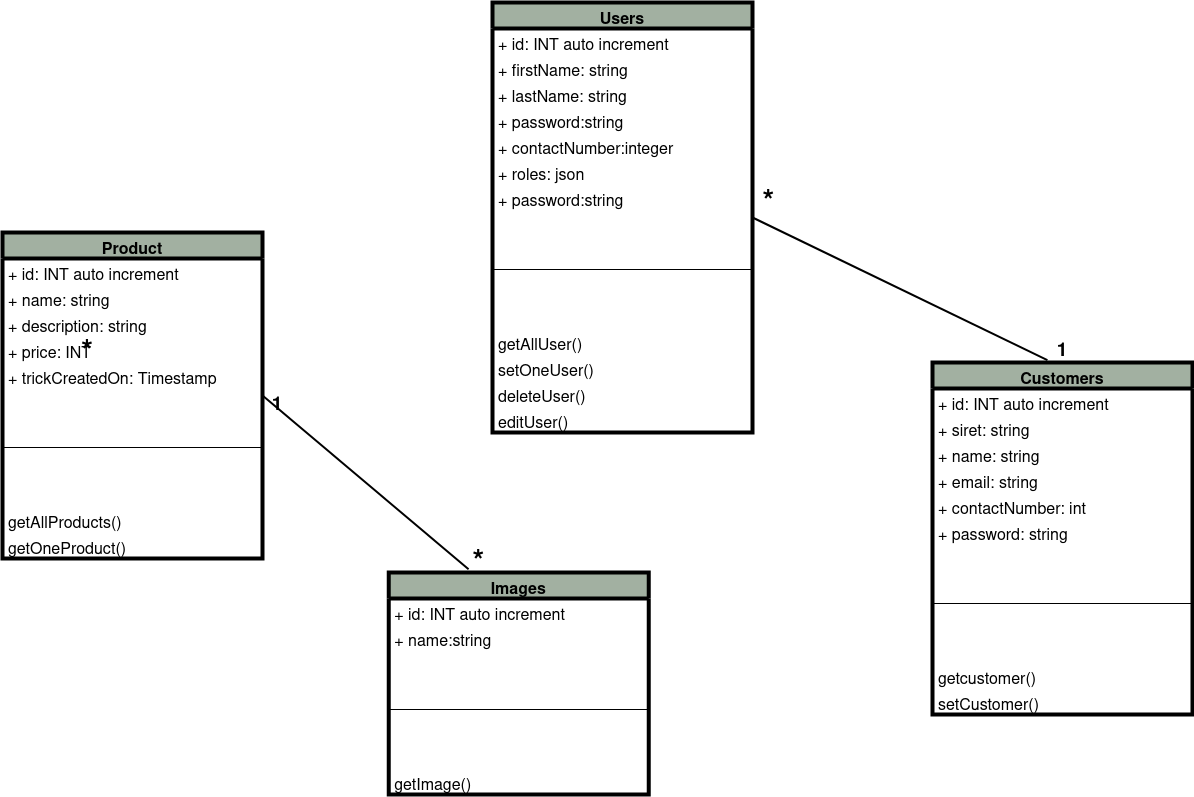 Users
+ id: INT auto increment
+ firstName: string
+ lastName: string
+ password:string
+ contactNumber:integer
+ roles: json
+ password:string
getAllUser()
setOneUser()
deleteUser()
editUser()
*
1
Product
+ id: INT auto increment
+ name: string
+ description: string
+ price: INT
*
+ trickCreatedOn: Timestamp
getAllProducts()
getOneProduct()
1
*
Images
+ id: INT auto increment
+ name:string
getImage()
Customers
+ id: INT auto increment
+ siret: string
+ name: string
+ email: string
+ contactNumber: int
+ password: string
getcustomer()
setCustomer()